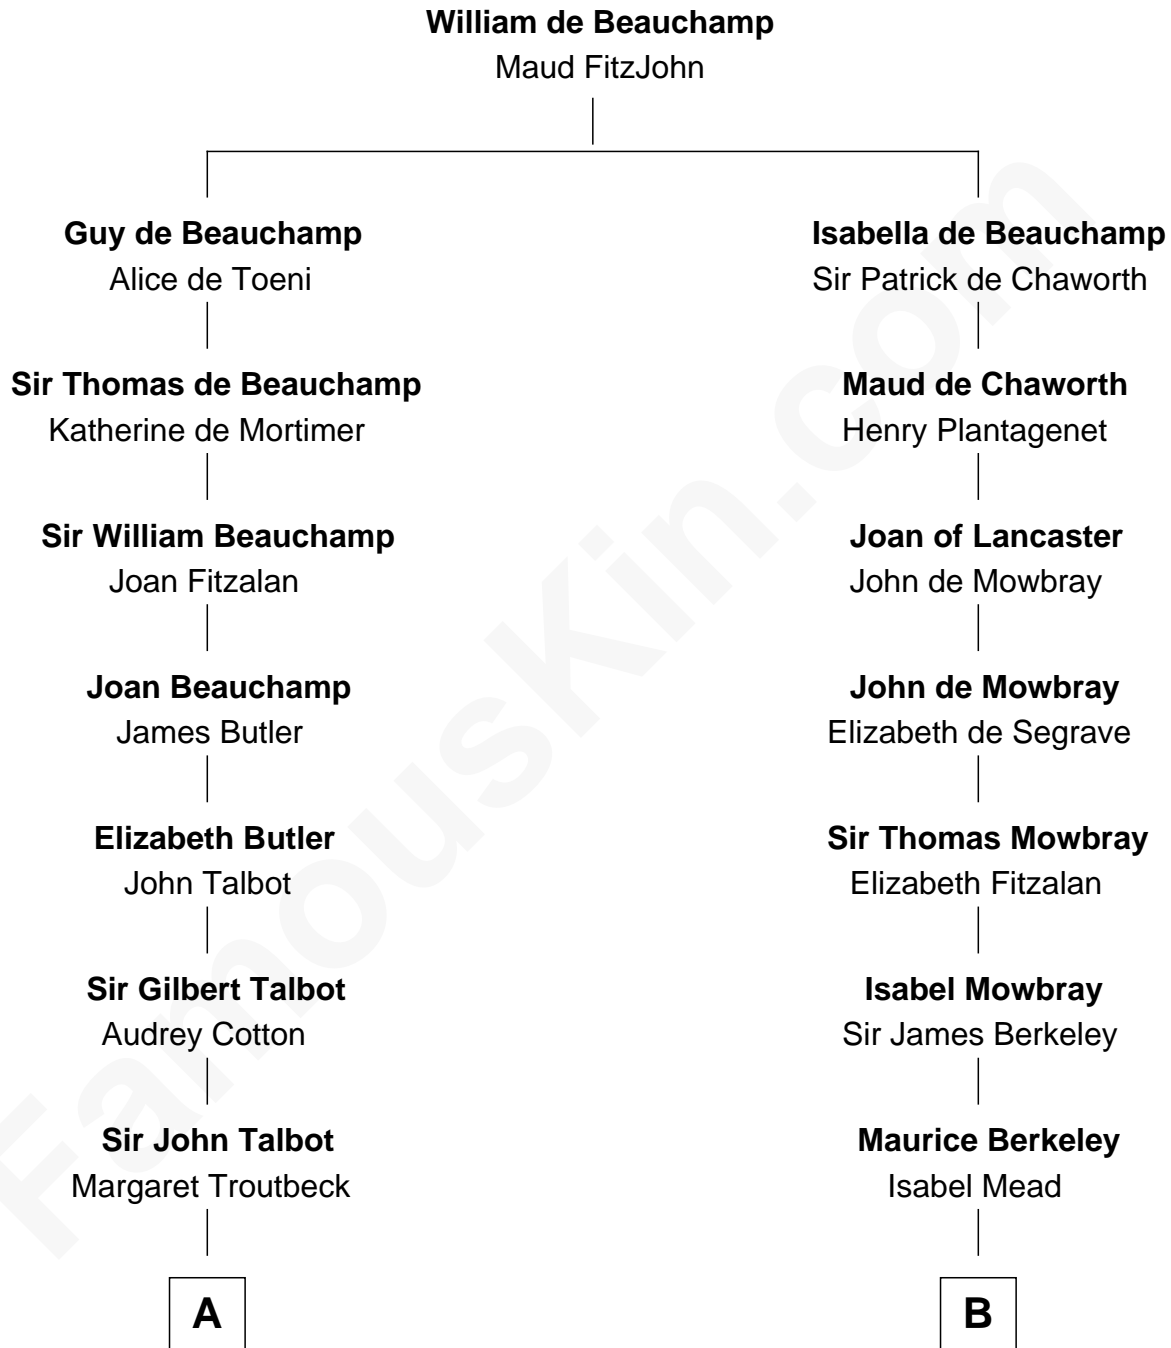 William de Beauchamp
Maud FitzJohn
Guy de Beauchamp
Alice de Toeni
Isabella de Beauchamp
Sir Patrick de Chaworth
Sir Thomas de Beauchamp
Katherine de Mortimer
Maud de Chaworth
Henry Plantagenet
Sir William Beauchamp
Joan Fitzalan
Joan of Lancaster
John de Mowbray
Joan Beauchamp
James Butler
John de Mowbray
Elizabeth de Segrave
Elizabeth Butler
John Talbot
Sir Thomas Mowbray
Elizabeth Fitzalan
Sir Gilbert Talbot
Audrey Cotton
Isabel Mowbray
Sir James Berkeley
Sir John Talbot
Margaret Troutbeck
Maurice Berkeley
Isabel Mead
A
B
FamousKin.com